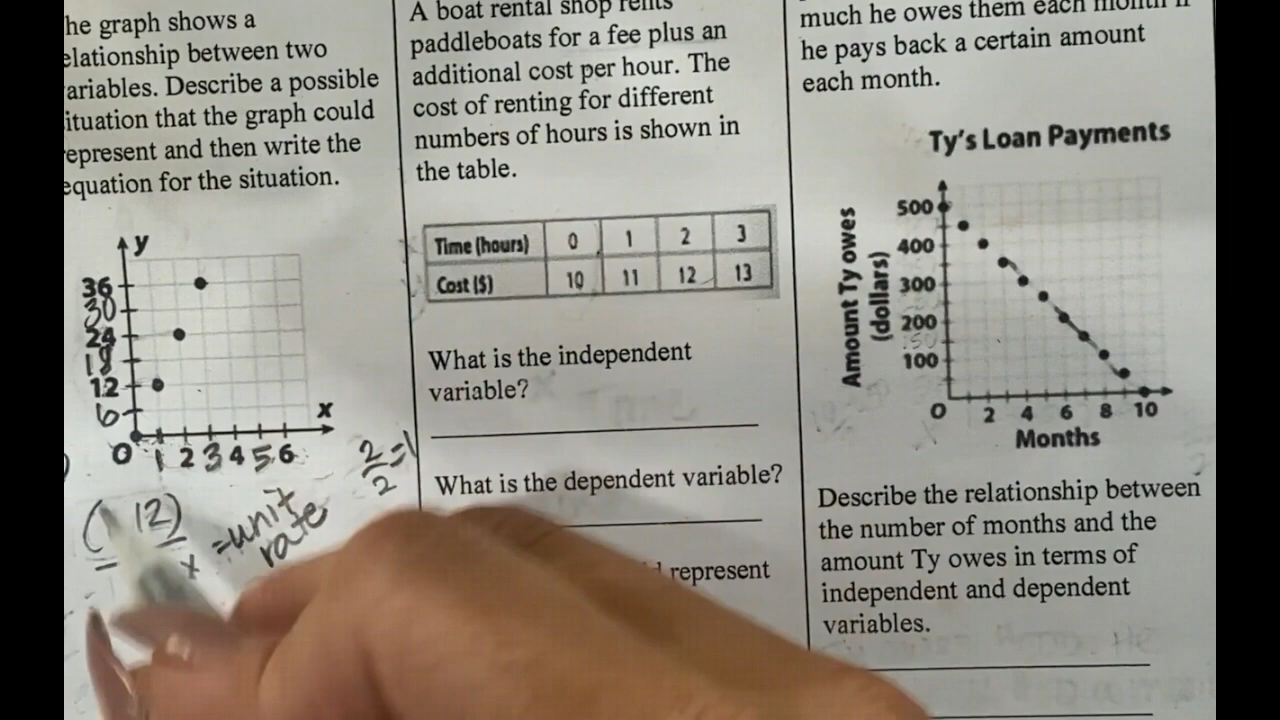 he graph shows a
elationship between two
ariables. Describe a possible
ituation that the graph could
epresent and then write the
equation for the situation.
y
36
30
24
18
12
6
O 1 2 3 4 5 6
x
12)
x
=unit
rate
2/2=1
A boat rental shop rents
paddleboats for a fee plus an
additional cost per hour. The
cost of renting for different
numbers of hours is shown in
the table.
Time (hours) 0 1 2 3
Cost ($) 10 11 12 13
What is the independent
variable?
What is the dependent variable?
represent
much he owes them each month if
he pays back a certain amount
each month.
Ty's Loan Payments
Amount Ty owes
(dollars)
500
400
300
200
100
O 2 4 6 8 10
Months
Describe the relationship between
the number of months and the
amount Ty owes in terms of
independent and dependent
variables.